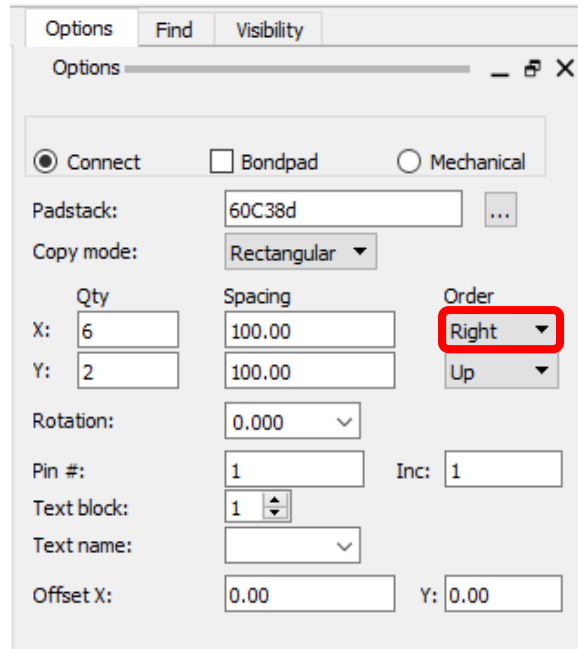 Options Find Visibility
Options
Connect Bondpad Mechanical
Padstack: 60C38d ...
Copy mode: Rectangular
Qty Spacing Order
X: 6 100.00 Right
Y: 2 100.00 Up
Rotation: 0.000
Pin #: 1 Inc: 1
Text block: 1
Text name:
Offset X: 0.00 Y: 0.00